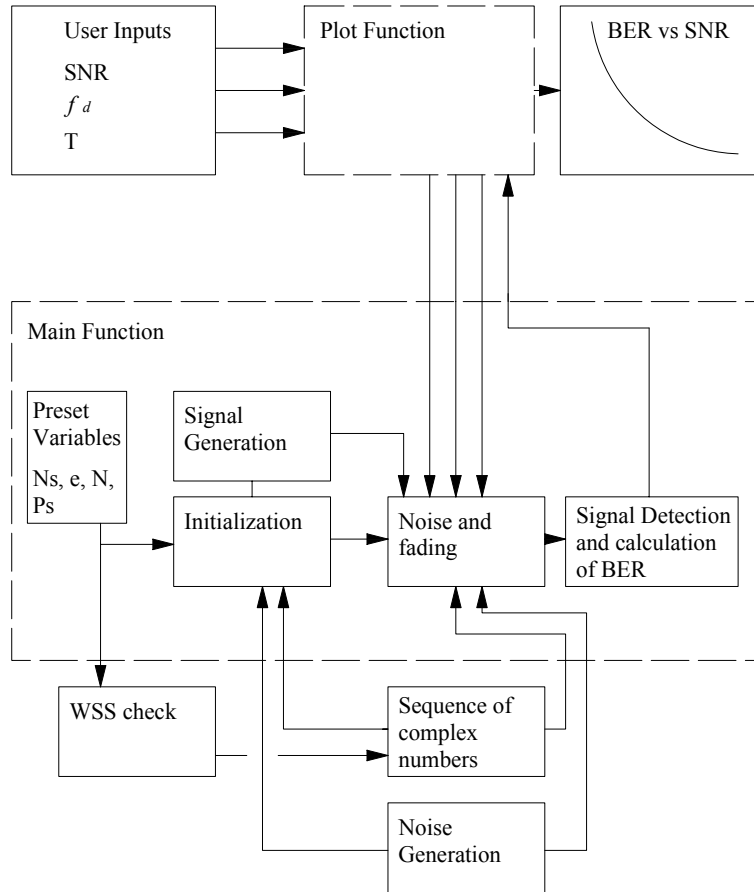 User Inputs
SNR
f d
T
Plot Function
BER vs SNR
Main Function
Preset
Variables
Ns, e, N,
Ps
Signal
Generation
Initialization
Noise and
fading
Signal Detection
and calculation
of BER
WSS check
Sequence of
complex
numbers
Noise
Generation